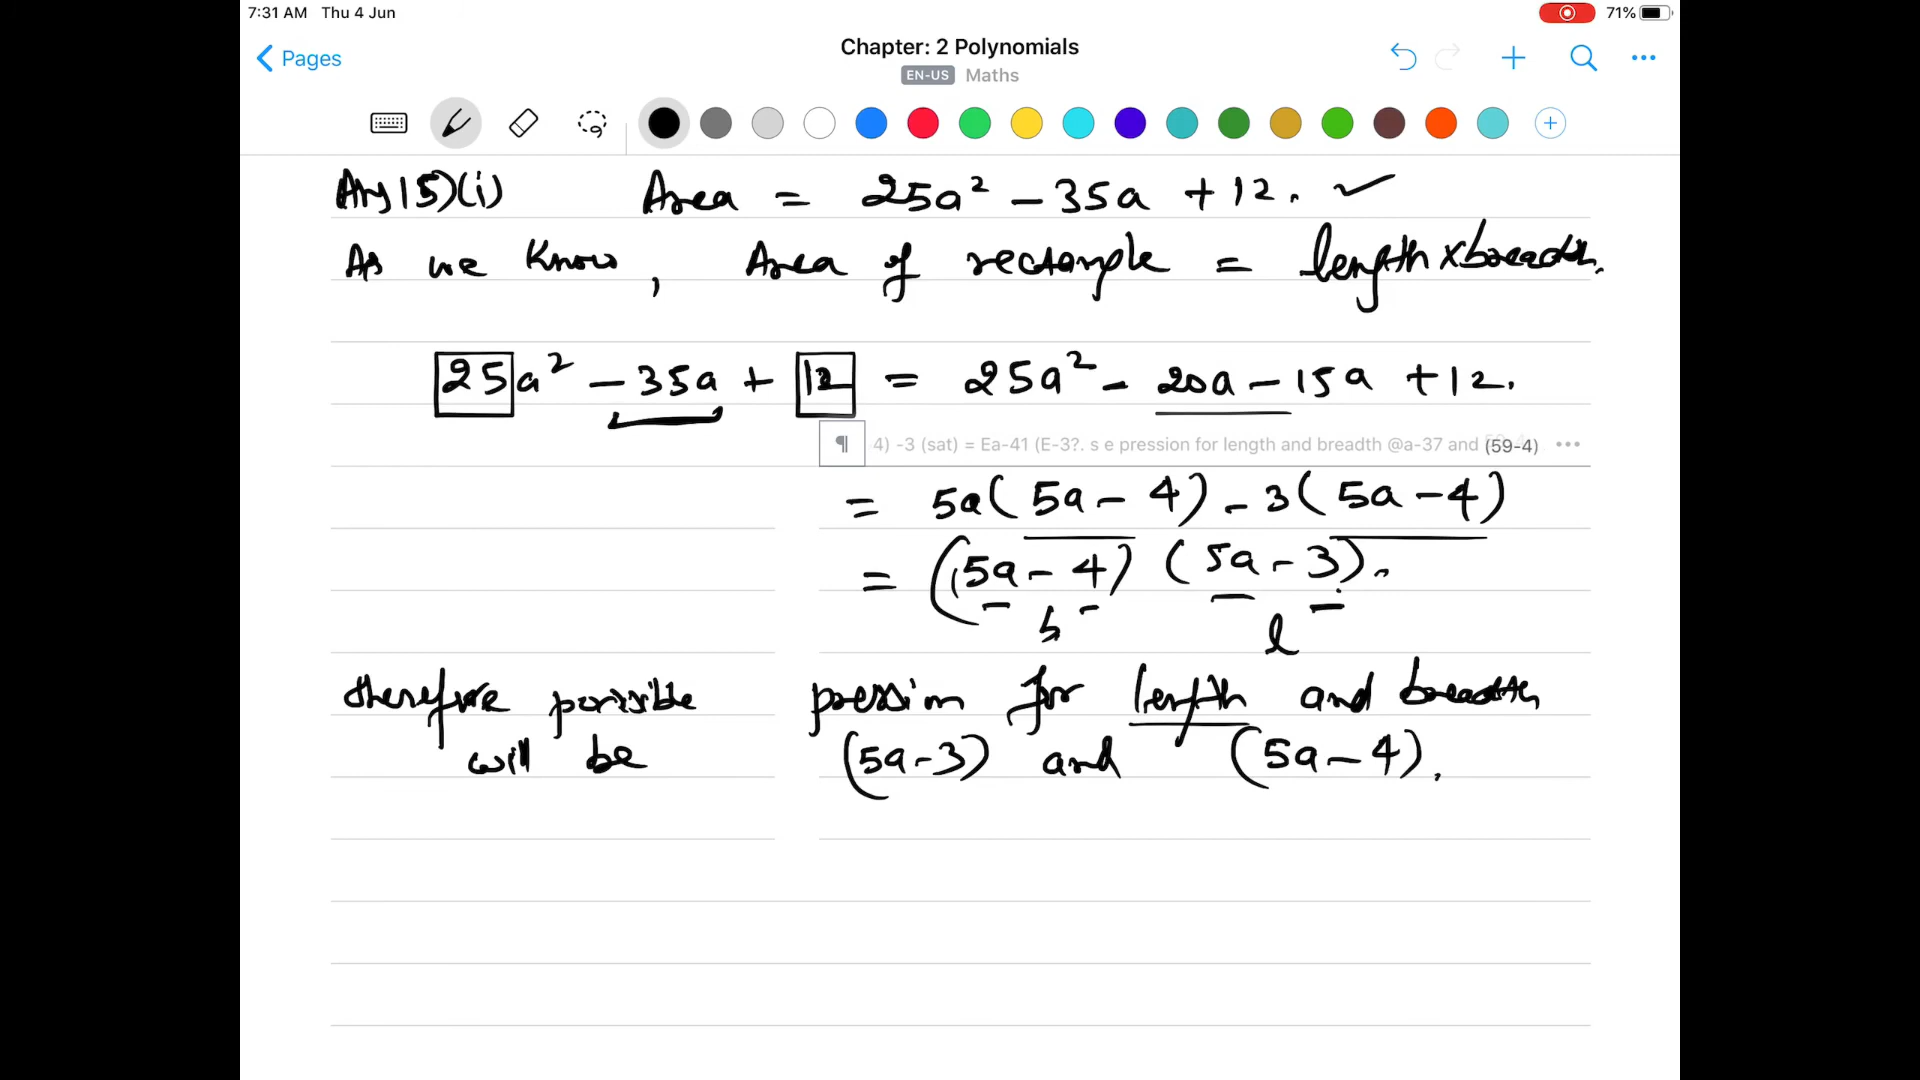 7:31 AM Thu 4 Jun 71%
Pages
Chapter: 2 Polynomials
EN-US Maths
Ans 15)(i) Area = 25a² - 35a + 12. ✓
As we know, Area of rectangle = length × breadth.
25a² - 35a + 12 = 25a² - 20a - 15a + 12.
¶ 4) -3 (sat) = Ea-41 (E-3?. s e pression for length and breadth @a-37 and (59-4) •••
= 5a(5a - 4) - 3(5a - 4)
= (5a - 4) (5a - 3).
b l
therefore possible pression for length and breadth
will be (5a-3) and (5a-4).